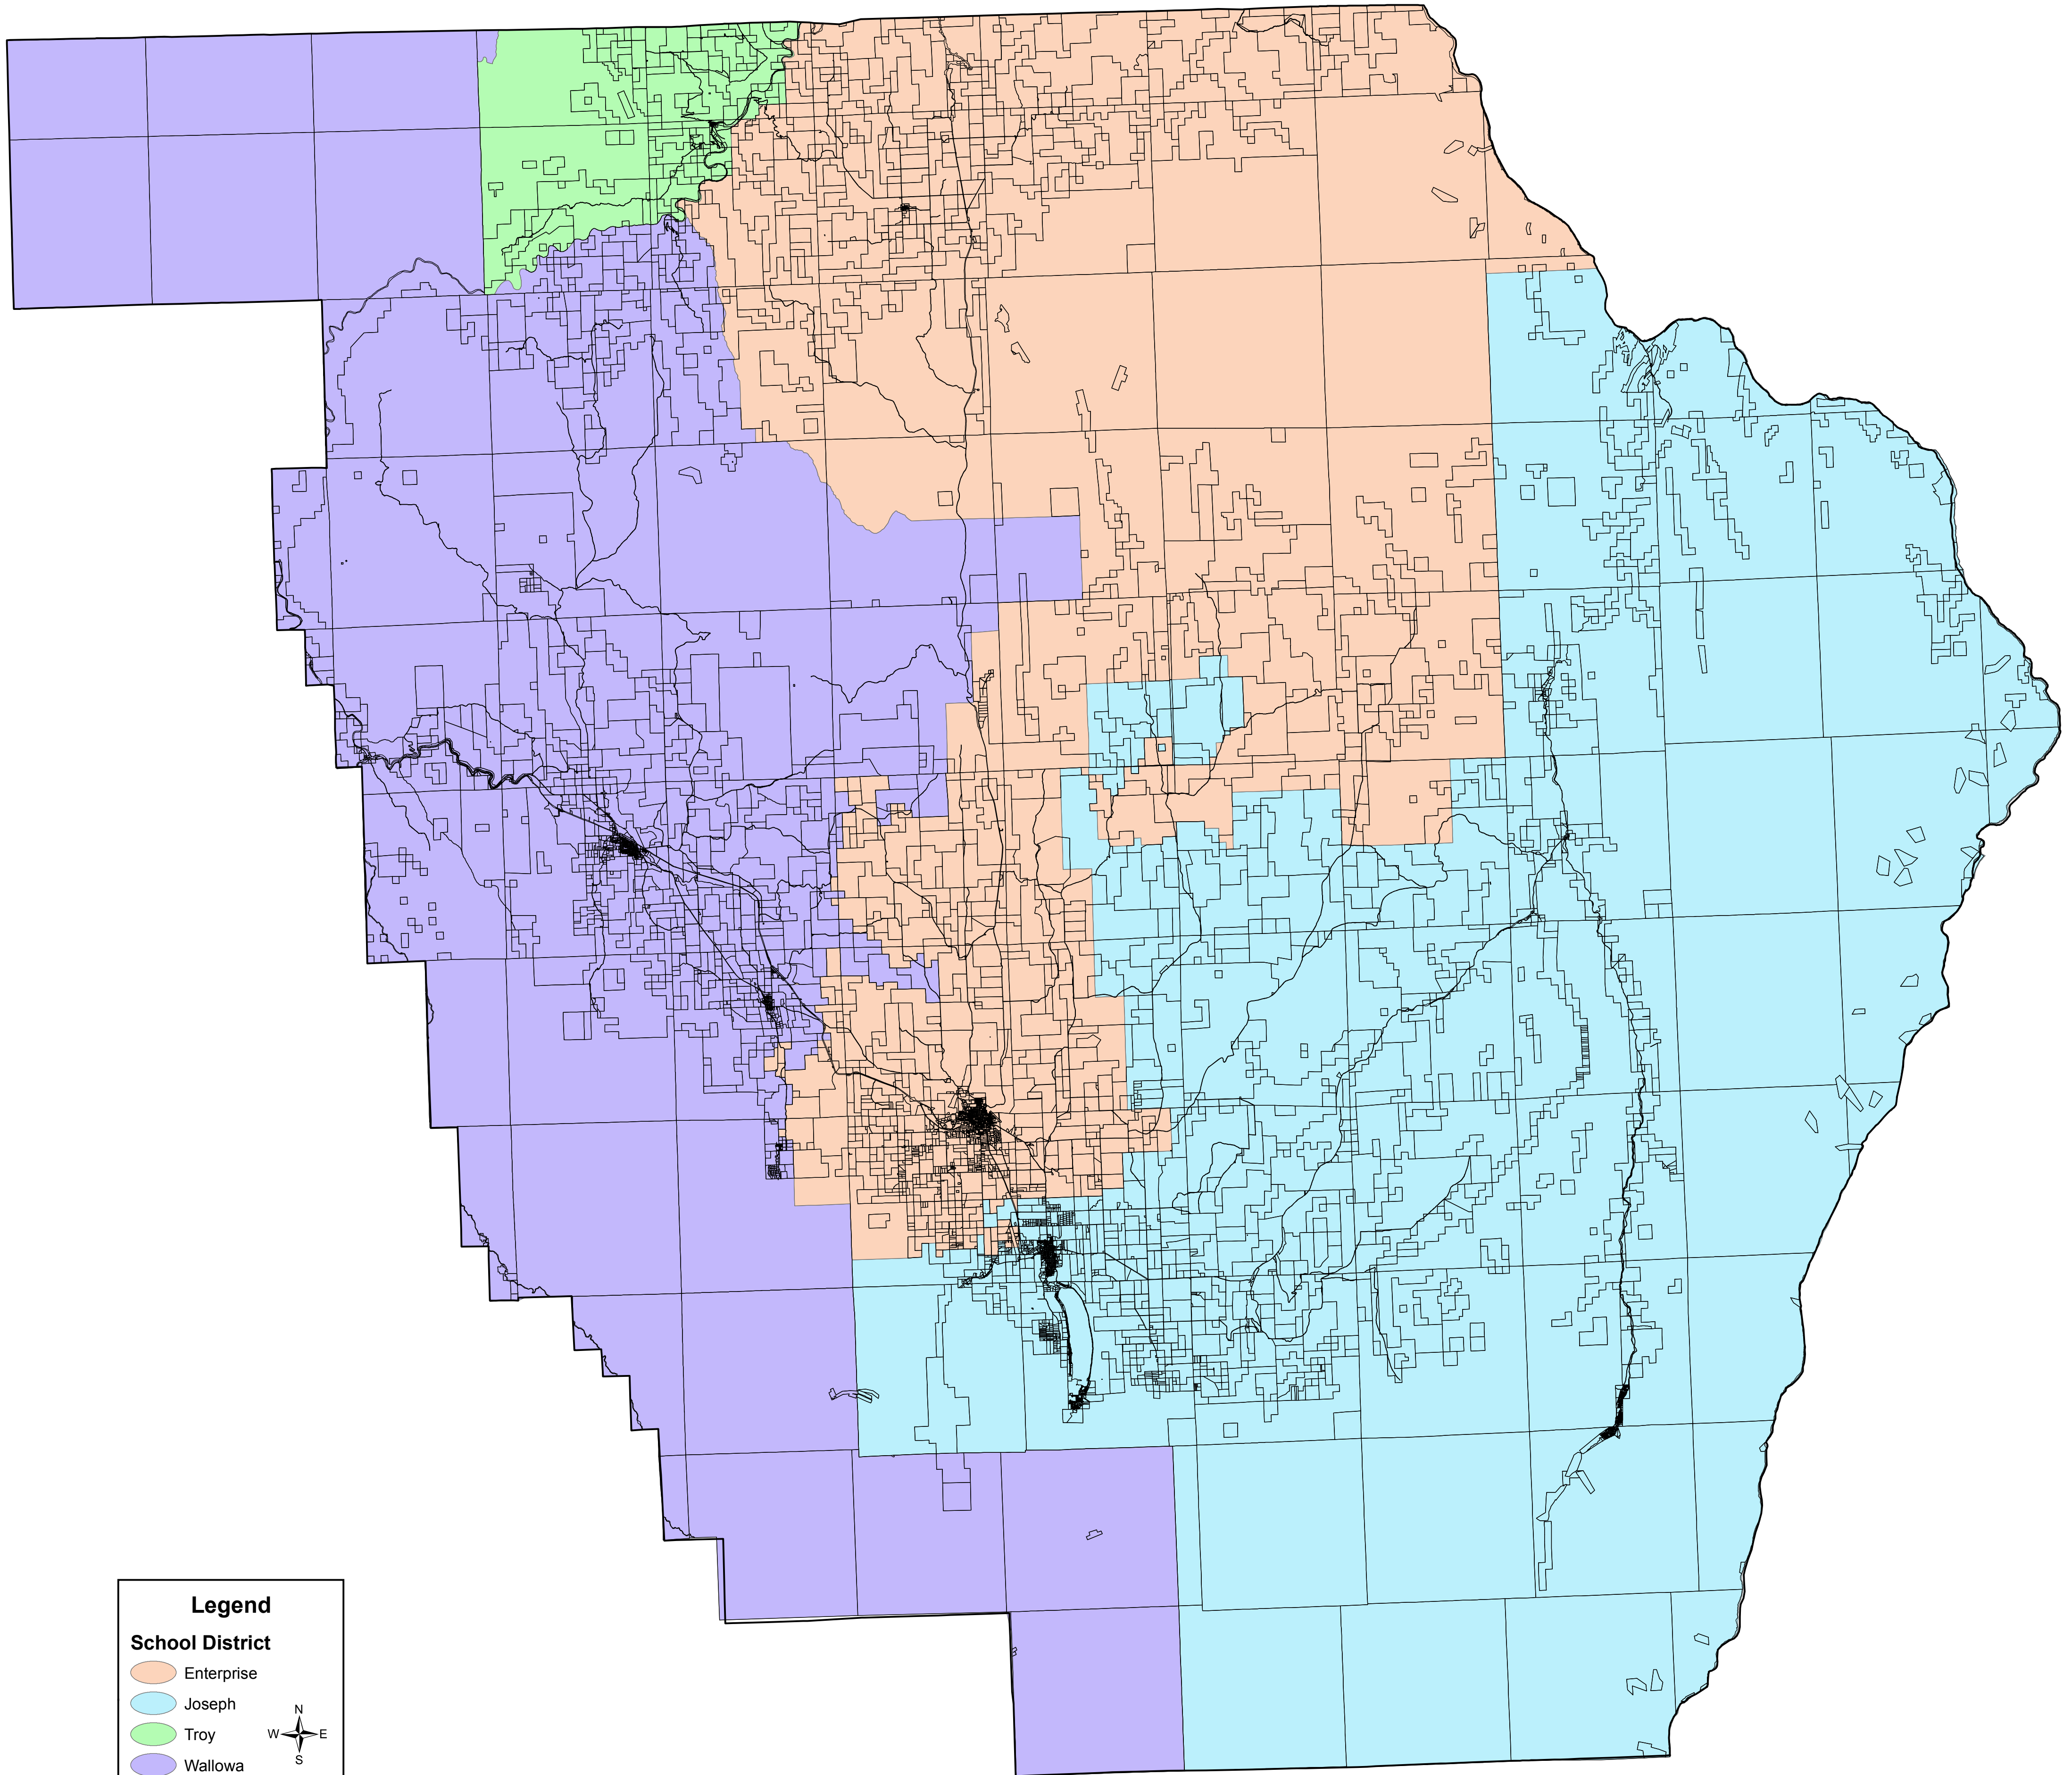 Legend
School District
Enterprise
Joseph
Troy
Wallowa
N
W E
S